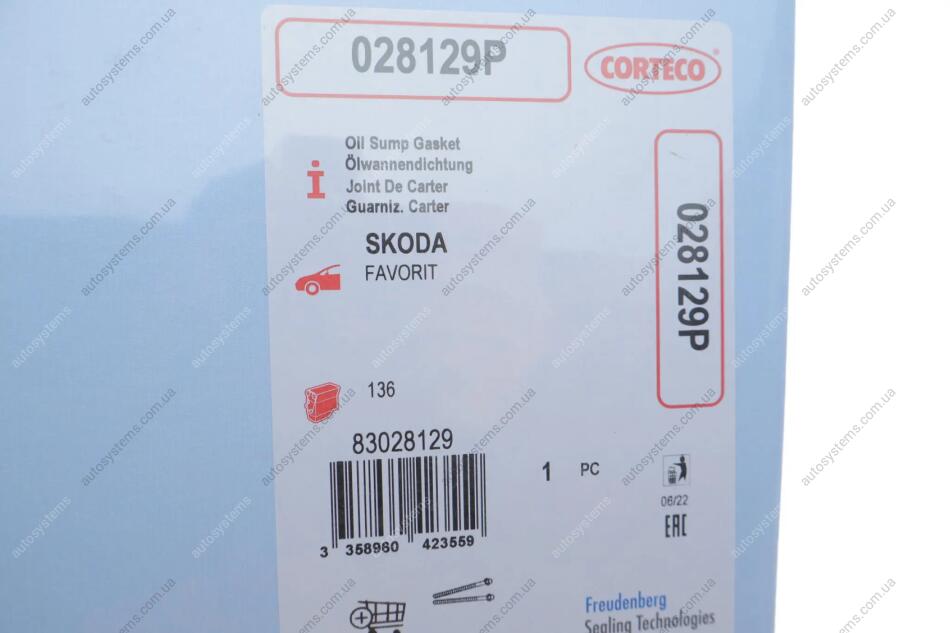 028129P
CORTECO
Oil Sump Gasket
Ölwannendichtung
Joint De Carter
Guarniz. Carter
SKODA
FAVORIT
028129P
136
83028129
1 PC
3 358960 423559
06/22
EAC
Freudenberg
Sealing Technologies
autosystems.com.ua